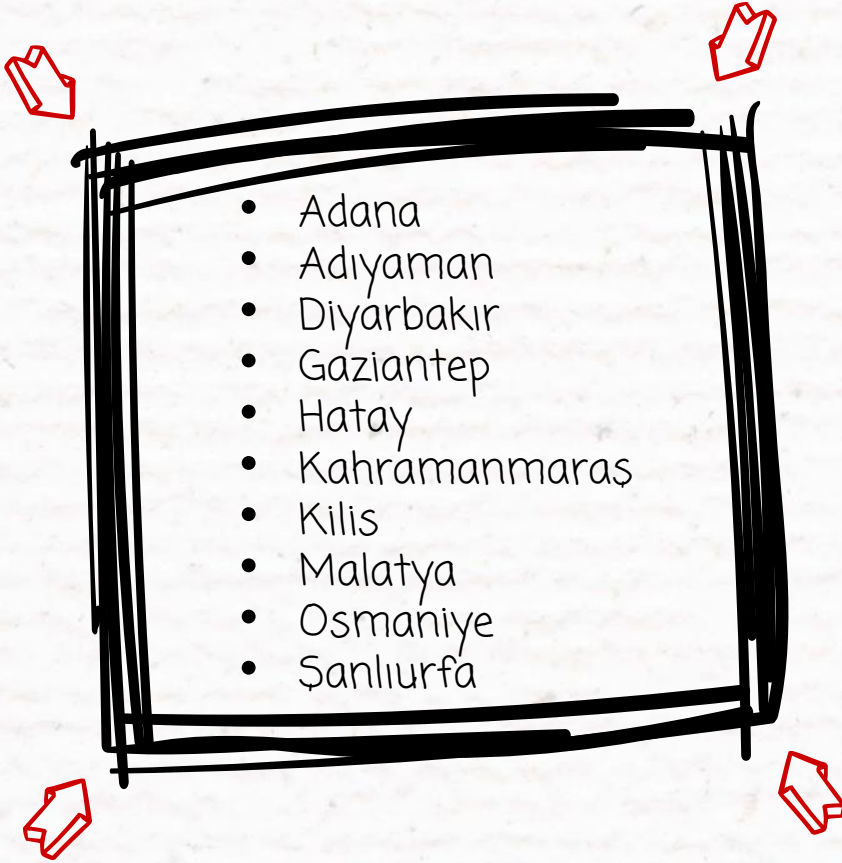 • Adana
• Adıyaman
• Diyarbakır
• Gaziantep
• Hatay
• Kahramanmaraş
• Kilis
• Malatya
• Osmaniye
• Şanlıurfa